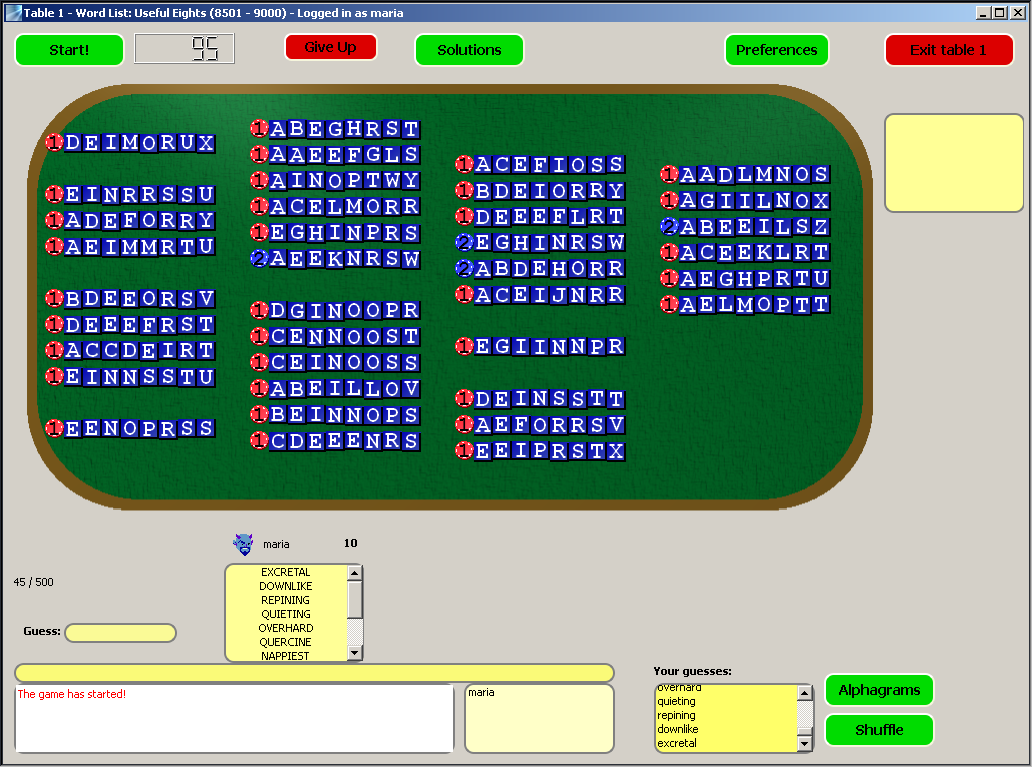 Table 1 - Word List: Useful Eights (8501 - 9000) - Logged in as maria
Start!
95
Give Up
Solutions
Preferences
Exit table 1
1 DEIMORUX
1 EINRRSSU
1 ADEFORRY
1 AEIMMRTU
1 BDEEORSV
1 DEEEFRST
1 ACCDEIRT
1 EINNSSTU
1 EENOPRSS
1 ABEGHRST
1 AAEEFGLS
1 AINOPTWY
1 ACELMORR
1 EGHINPRS
2 AEEKNRSW
1 DGINOOPR
1 CENNOOST
1 CEINOOSS
1 ABEILLOV
1 BEINNOPS
1 CDEEENRS
1 ACEFIOSS
1 BDEIORRY
1 DEEEFLRT
2 EGHINRSW
2 ABDEHORR
1 ACEIJNRR
1 EGIINNPR
1 DEINSSTT
1 AEFORRSV
1 EEIPRSTX
1 AADLMNOS
1 AGIILNOX
2 ABEEILSZ
1 ACEEKLRT
1 AEGHPRTU
1 AELMOPTT
maria 10
45 / 500
EXCRETAL
DOWNLIKE
REPINING
QUIETING
OVERHARD
QUERCINE
NAPPIEST
Guess:
The game has started!
maria
Your guesses:
overhard
quieting
repining
downlike
excretal
Alphagrams
Shuffle